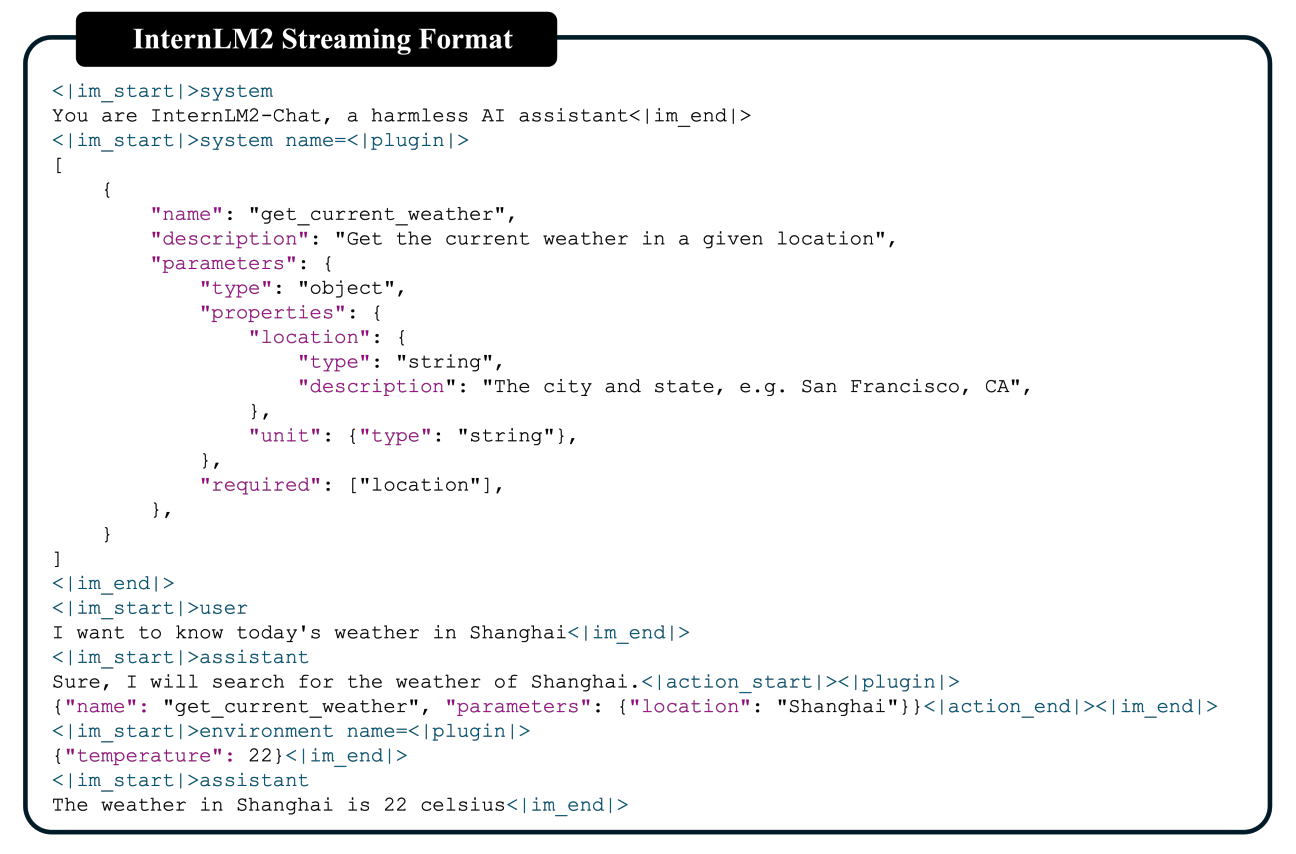 InternLM2 Streaming Format
<|im_start|>system
You are InternLM2-Chat, a harmless AI assistant<|im_end|>
<|im_start|>system name=<|plugin|>
[
    {
        "name": "get_current_weather",
        "description": "Get the current weather in a given location",
        "parameters": {
            "type": "object",
            "properties": {
                "location": {
                    "type": "string",
                    "description": "The city and state, e.g. San Francisco, CA",
                },
                "unit": {"type": "string"},
            },
            "required": ["location"],
        },
    }
]
<|im_end|>
<|im_start|>user
I want to know today's weather in Shanghai<|im_end|>
<|im_start|>assistant
Sure, I will search for the weather of Shanghai.<|action_start|><|plugin|>
{"name": "get_current_weather", "parameters": {"location": "Shanghai"}}<|action_end|><|im_end|>
<|im_start|>environment name=<|plugin|>
{"temperature": 22}<|im_end|>
<|im_start|>assistant
The weather in Shanghai is 22 celsius<|im_end|>